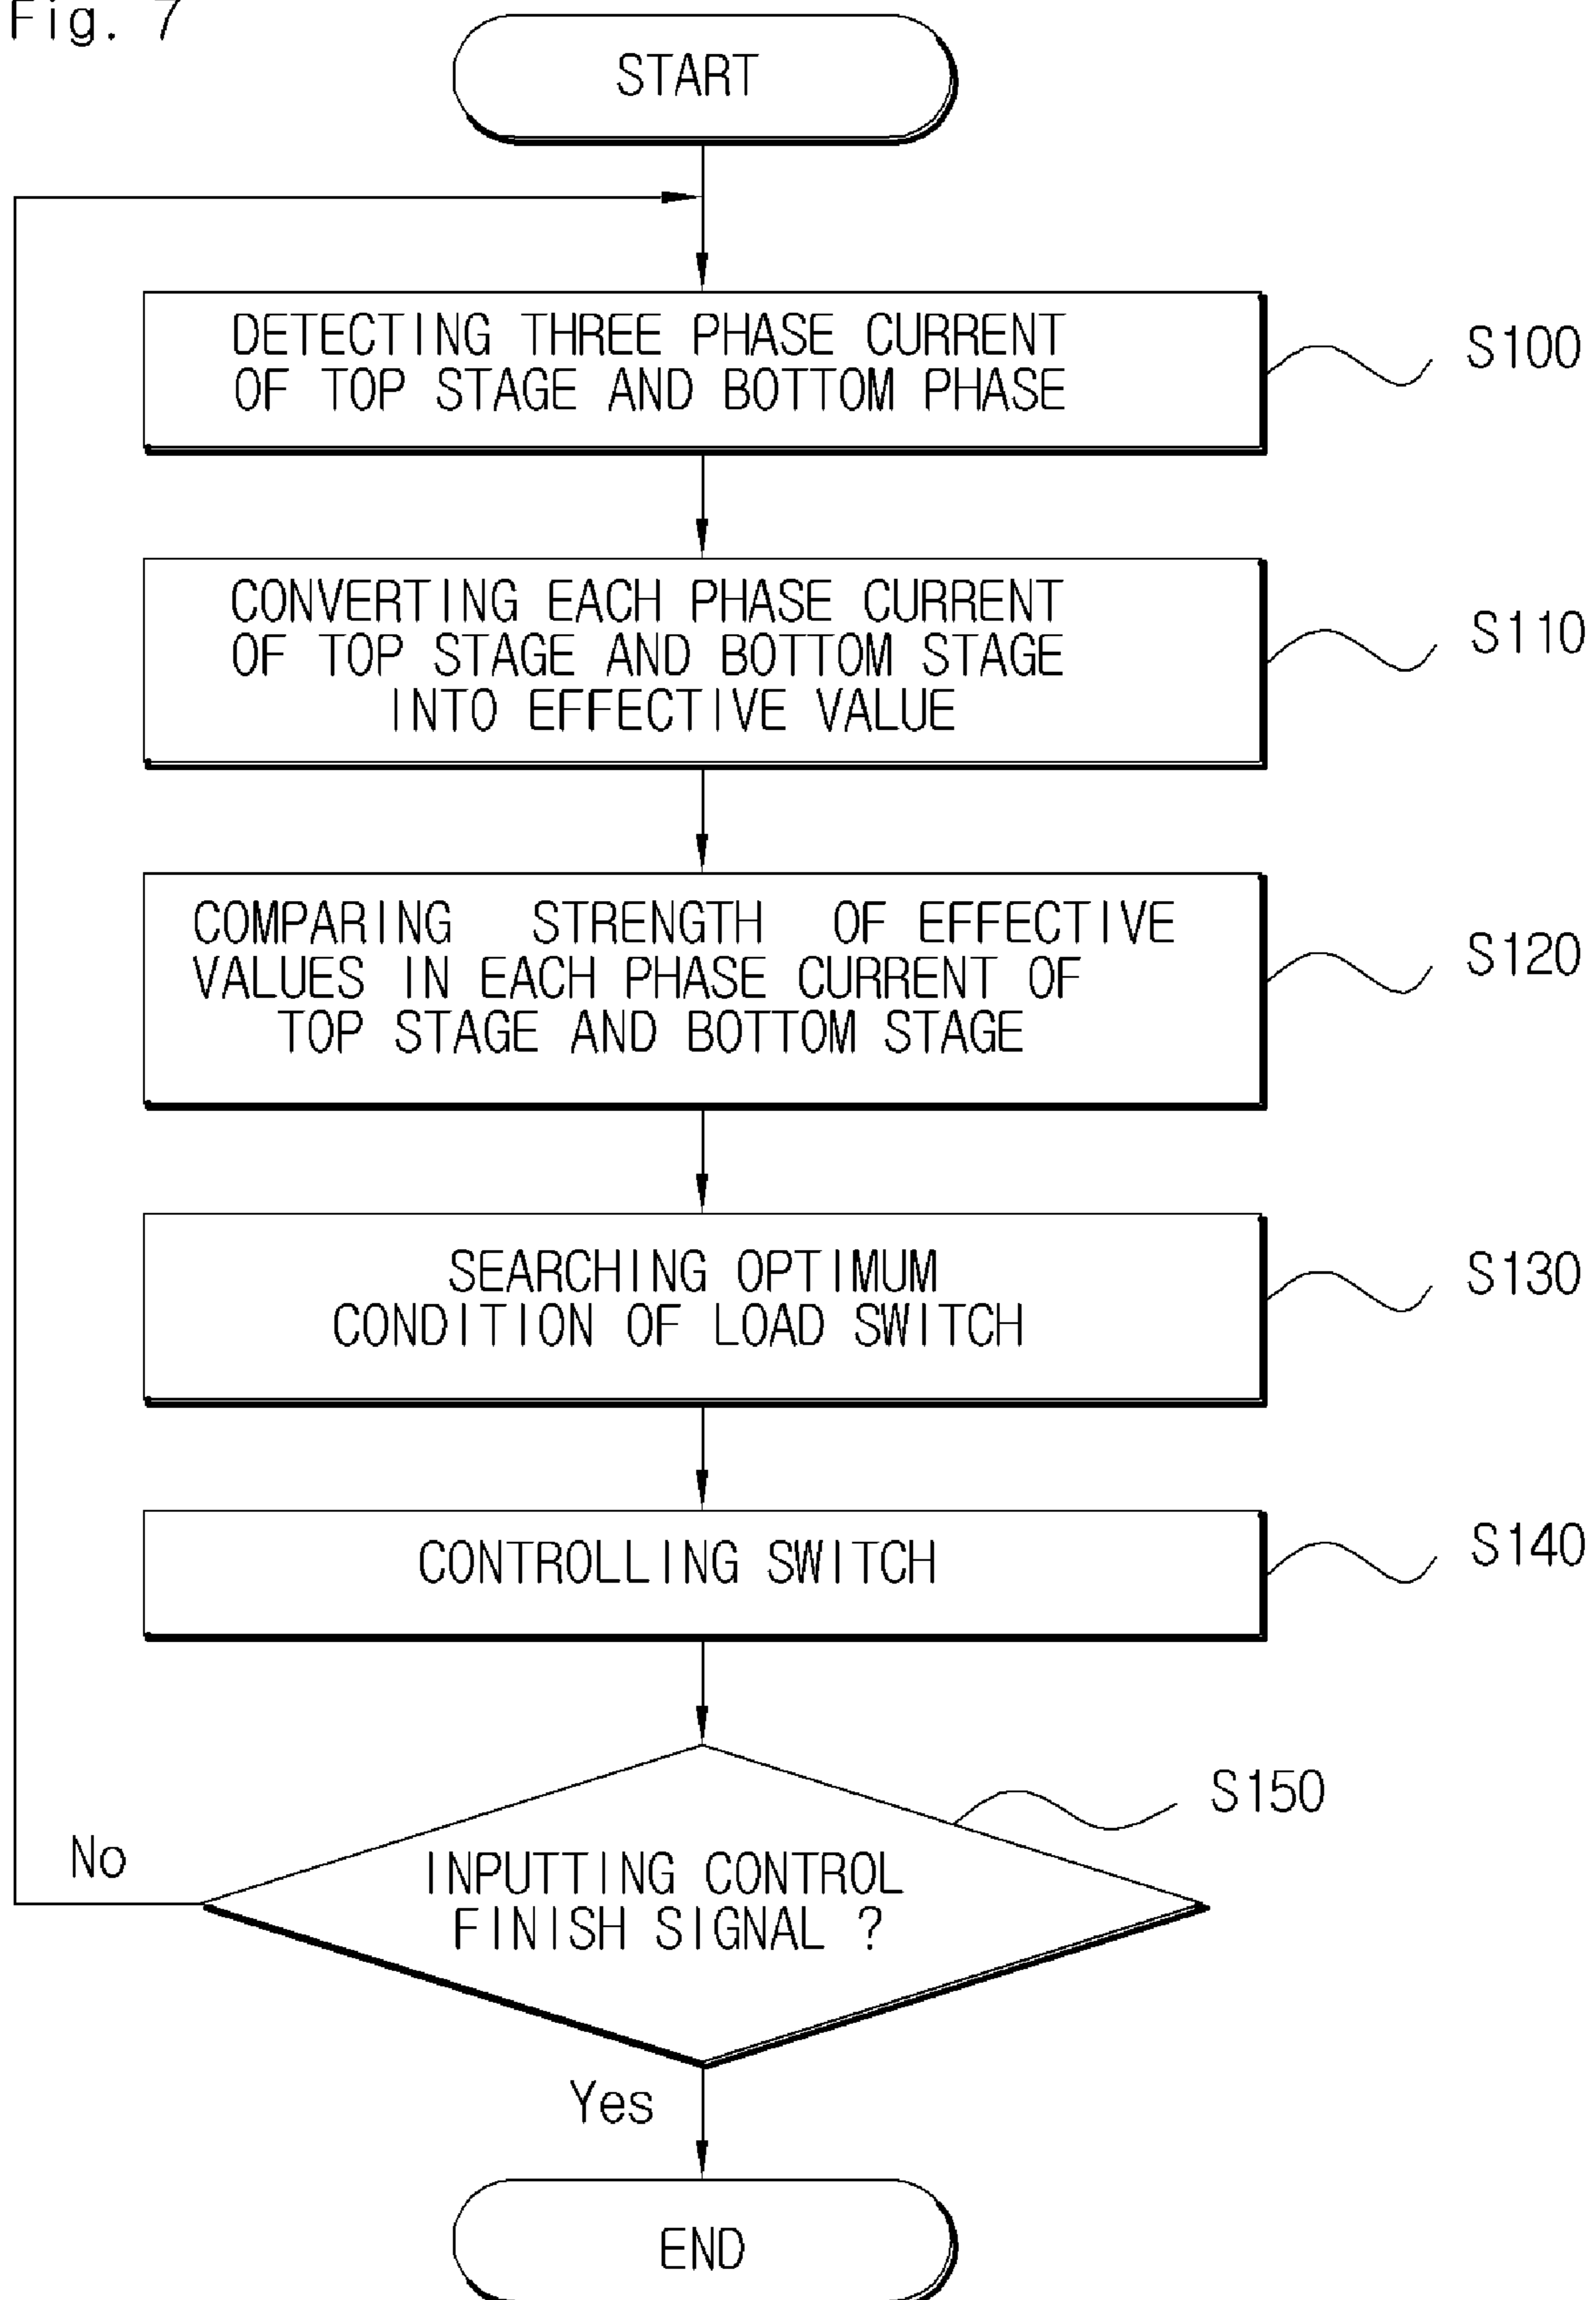 Fig. 7
START
DETECTING THREE PHASE CURRENT
OF TOP STAGE AND BOTTOM PHASE
S100
CONVERTING EACH PHASE CURRENT
OF TOP STAGE AND BOTTOM STAGE
INTO EFFECTIVE VALUE
S110
COMPARING STRENGTH OF EFFECTIVE
VALUES IN EACH PHASE CURRENT OF
TOP STAGE AND BOTTOM STAGE
S120
SEARCHING OPTIMUM
CONDITION OF LOAD SWITCH
S130
CONTROLLING SWITCH
S140
S150
No
INPUTTING CONTROL
FINISH SIGNAL ?
Yes
END